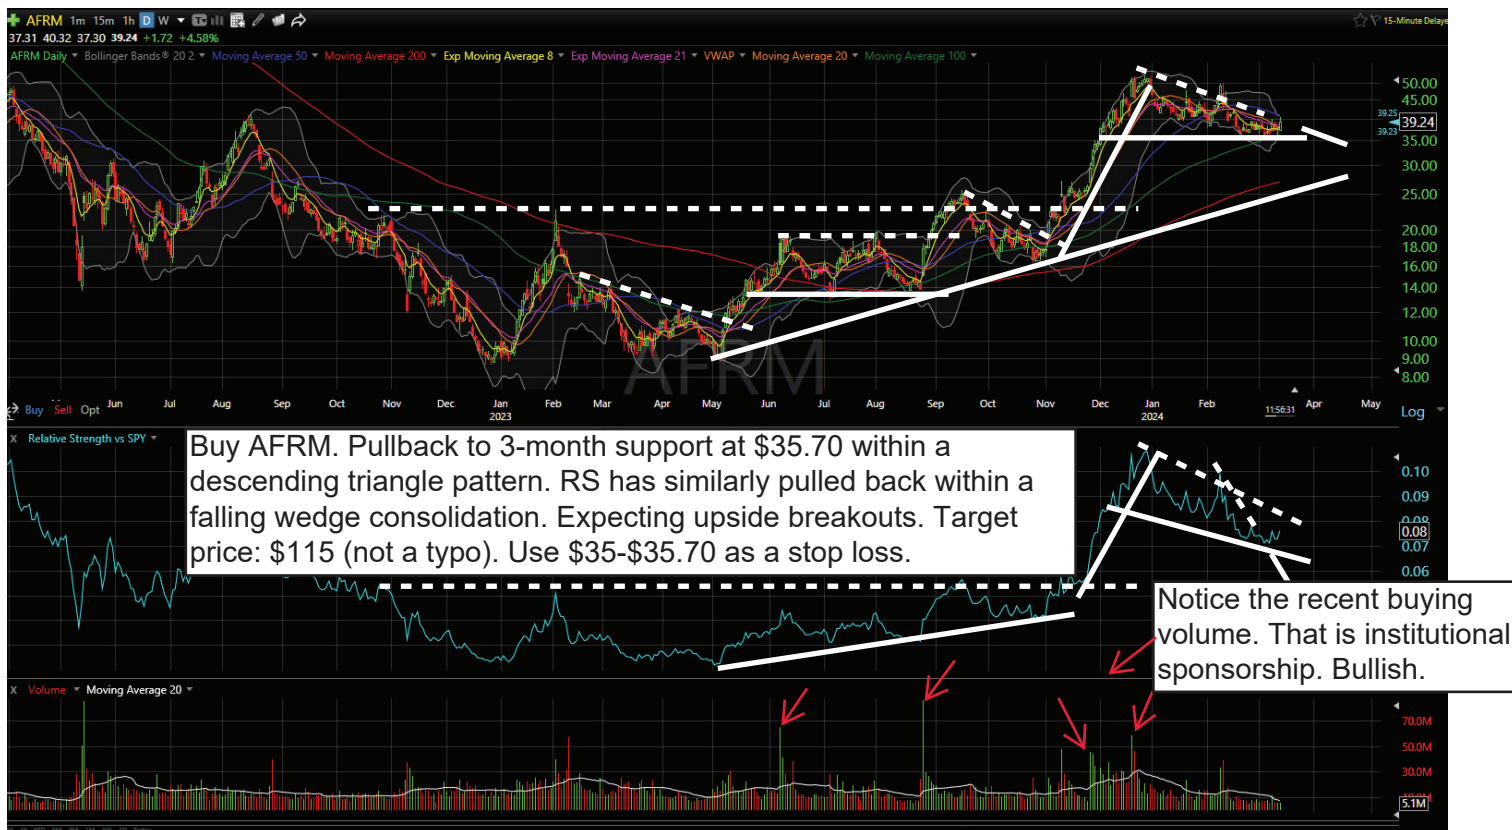 AFRM 1m 15m 1h D W
15-Minute Delaye
37.31 40.32 37.30 39.24 +1.72 +4.58%
AFRM Daily Bollinger Bands® 20 2 Moving Average 50 Moving Average 200 Exp Moving Average 8 Exp Moving Average 21 VWAP Moving Average 20 Moving Average 100
50.00
45.00
39.25
39.24
39.23
35.00
30.00
25.00
20.00
18.00
16.00
14.00
12.00
10.00
9.00
8.00
AFRM
Jun Jul Aug Sep Oct Nov Dec Jan Feb Mar Apr May Jun Jul Aug Sep Oct Nov Dec Jan Feb Apr May
2023 2024
11:56:31
Buy Sell Opt
Log
X Relative Strength vs SPY
Buy AFRM. Pullback to 3-month support at $35.70 within a
descending triangle pattern. RS has similarly pulled back within a
falling wedge consolidation. Expecting upside breakouts. Target
price: $115 (not a typo). Use $35-$35.70 as a stop loss.
0.10
0.09
0.08
0.08
0.07
0.06
Notice the recent buying
volume. That is institutional
sponsorship. Bullish.
X Volume Moving Average 20
70.0M
50.0M
30.0M
5.1M